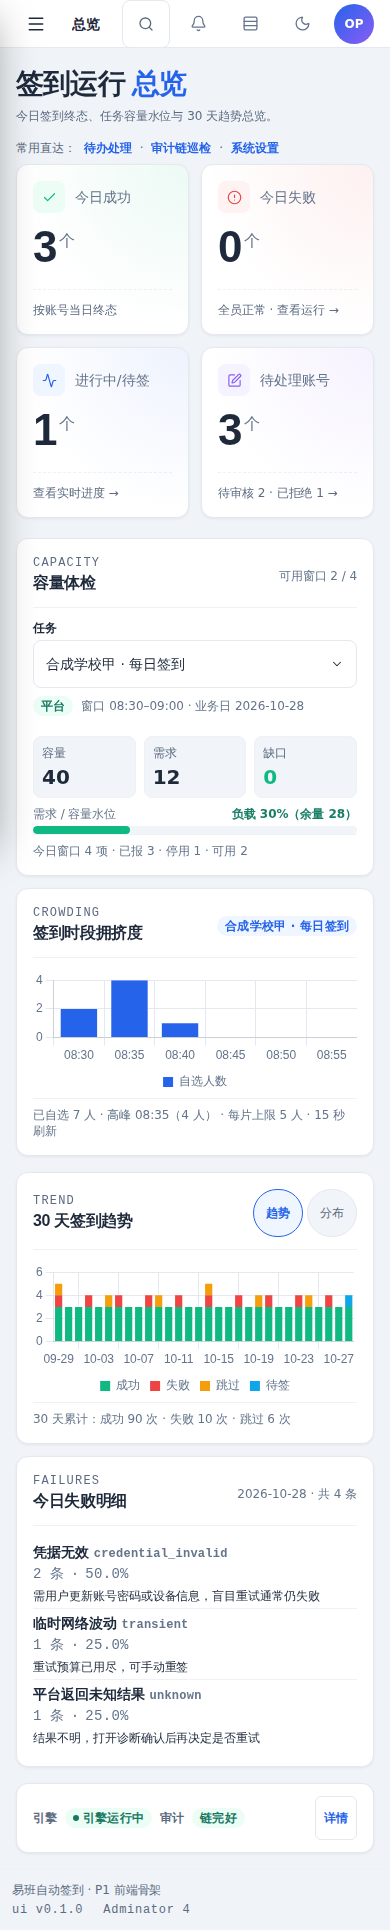 总览
OP
签到运行 总览
今日签到终态、任务容量水位与 30 天趋势总览。
常用直达： 待办处理 · 审计链巡检 · 系统设置
今日成功
3个
按账号当日终态
今日失败
0个
全员正常 · 查看运行 →
进行中/待签
1个
查看实时进度 →
待处理账号
3个
待审核 2 · 已拒绝 1 →
CAPACITY
容量体检
可用窗口 2 / 4
任务
合成学校甲 · 每日签到
平台 窗口 08:30–09:00 · 业务日 2026-10-28
容量
40
需求
12
缺口
0
需求 / 容量水位 负载 30%（余量 28）
今日窗口 4 项 · 已报 3 · 停用 1 · 可用 2
CROWDING
签到时段拥挤度
合成学校甲 · 每日签到
4
2
0
08:30 08:35 08:40 08:45 08:50 08:55
自选人数
已自选 7 人 · 高峰 08:35（4 人） · 每片上限 5 人 · 15 秒
刷新
TREND
30 天签到趋势
趋势 分布
6
4
2
0
09-29 10-03 10-07 10-11 10-15 10-19 10-23 10-27
成功 失败 跳过 待签
30 天累计：成功 90 次 · 失败 10 次 · 跳过 6 次
FAILURES
今日失败明细
2026-10-28 · 共 4 条
凭据无效 credential_invalid
2 条 · 50.0%
需用户更新账号密码或设备信息，盲目重试通常仍失败
临时网络波动 transient
1 条 · 25.0%
重试预算已用尽，可手动重签
平台返回未知结果 unknown
1 条 · 25.0%
结果不明，打开诊断确认后再决定是否重试
引擎 引擎运行中 审计 链完好 详情
易班自动签到 · P1 前端骨架
ui v0.1.0 Adminator 4